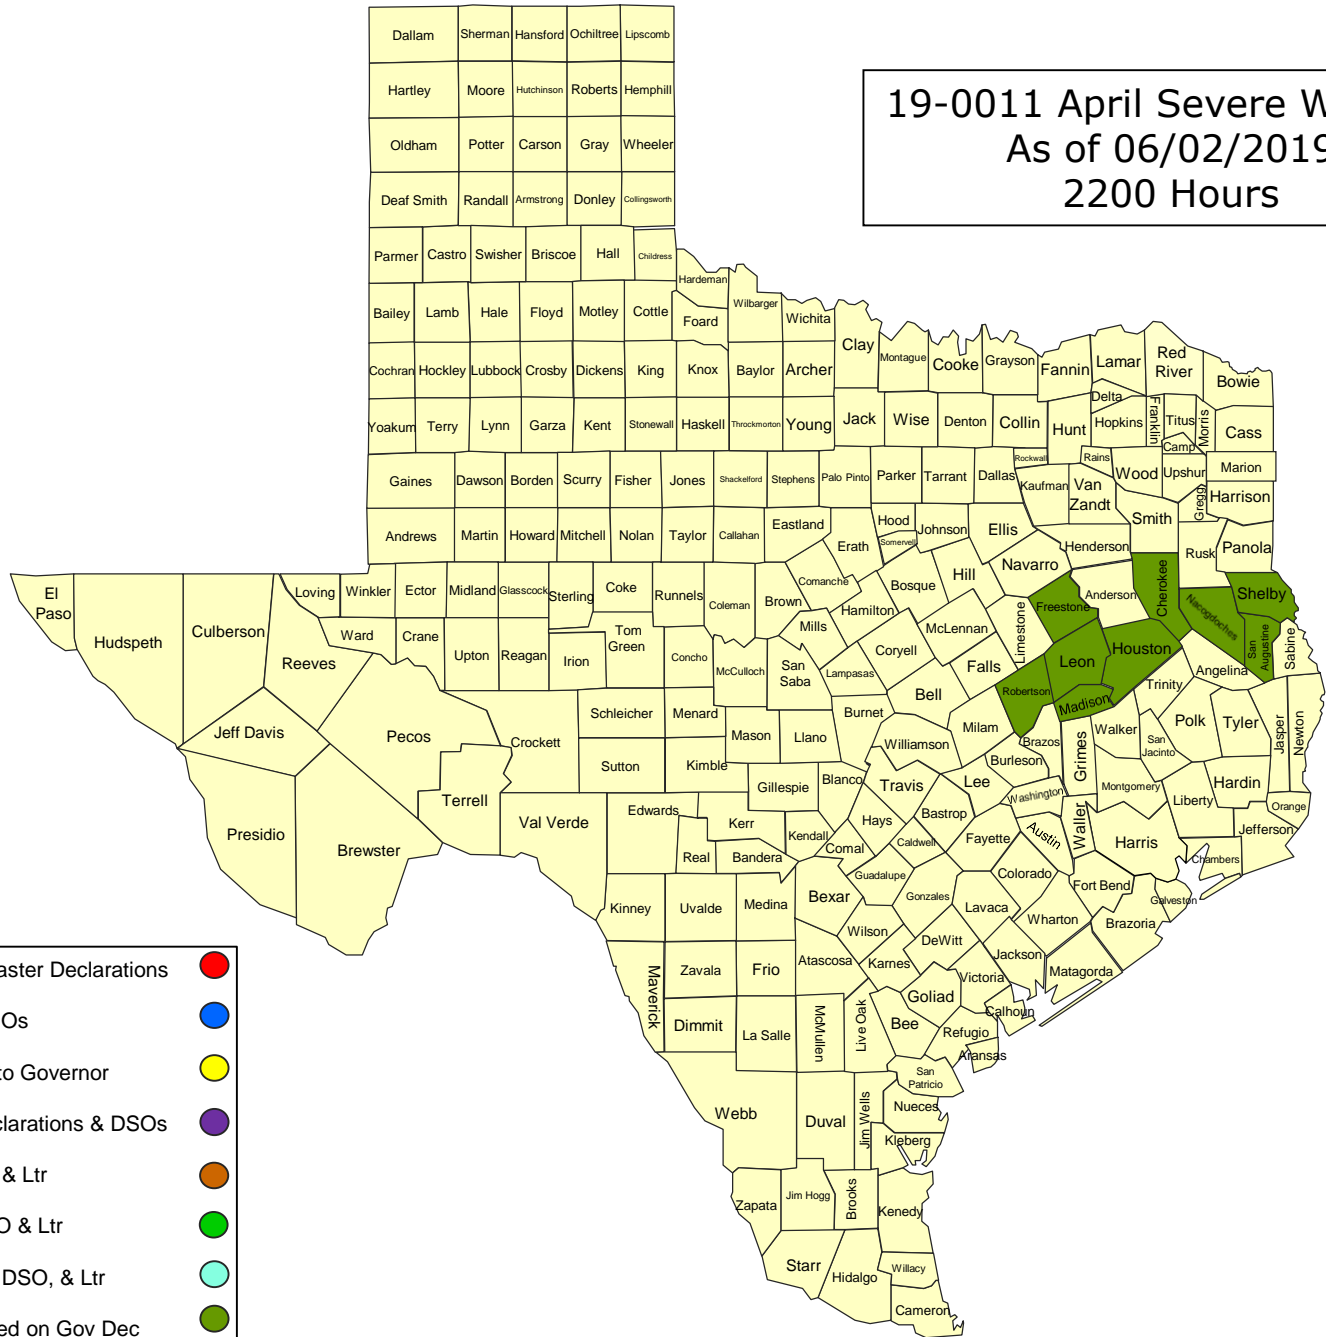 19-0011 April Severe W
As of 06/02/2019
2200 Hours
Dallam Sherman Hansford Ochiltree Lipscomb
Hartley Moore Hutchinson Roberts Hemphill
Oldham Potter Carson Gray Wheeler
Deaf Smith Randall Armstrong Donley Collingsworth
Parmer Castro Swisher Briscoe Hall Childress
Hardeman
Bailey Lamb Hale Floyd Motley Cottle Foard Wilbarger Wichita
Clay Montague Cooke Grayson Fannin Lamar Red
River Bowie
Cochran Hockley Lubbock Crosby Dickens King Knox Baylor Archer
Delta
Yoakum Terry Lynn Garza Kent Stonewall Haskell Throckmorton Young Jack Wise Denton Collin Hunt Hopkins Franklin Titus Morris Cass
Camp
Gaines Dawson Borden Scurry Fisher Jones Shackelford Stephens Palo Pinto Parker Tarrant Dallas Rockwall Rains Wood Upshur Marion
Kaufman Van
Zandt Gregg Harrison
Andrews Martin Howard Mitchell Nolan Taylor Callahan Eastland Erath Hood Somervell Johnson Ellis Smith
Henderson Rusk Panola
El
Paso Hudspeth Culberson Loving Winkler Ector Midland Glasscock Sterling Coke Runnels Coleman Brown Comanche Bosque Hill Navarro Anderson Cherokee Shelby
Reeves Ward Crane Upton Reagan Irion Tom
Green Concho McCulloch San
Saba Mills Hamilton Coryell McLennan Limestone Freestone Nacogdoches San
Augustine Sabine
Lampasas Bell Falls Leon Houston Angelina
Robertson Madison Trinity
Jeff Davis Pecos Crockett Schleicher Menard Mason Llano Burnet Williamson Milam Brazos Grimes Walker San
Jacinto Polk Tyler Jasper Newton
Sutton Kimble Gillespie Blanco Travis Lee Burleson Washington Montgomery Liberty Hardin Orange
Presidio Brewster Terrell Val Verde Edwards Kerr Kendall Hays Bastrop Fayette Austin Waller Harris Jefferson
Real Bandera Comal Caldwell Chambers
Kinney Uvalde Medina Bexar Guadalupe Gonzales Lavaca Colorado Fort Bend Galveston
Wilson DeWitt Wharton Brazoria
Maverick Zavala Frio Atascosa Karnes Victoria Jackson Matagorda
Dimmit La Salle McMullen Live Oak Bee Goliad Refugio Calhoun
Aransas
San
Patricio
Webb Duval Jim Wells Nueces
Kleberg
Zapata Jim Hogg Brooks Kenedy
Starr Hidalgo Willacy
Cameron
aster Declarations
Os
to Governor
clarations & DSOs
& Ltr
O & Ltr
DSO, & Ltr
ed on Gov Dec